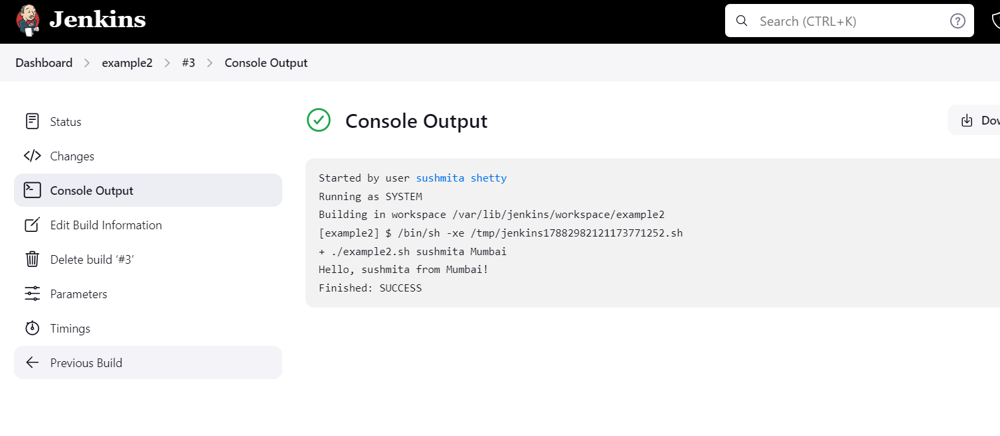 Jenkins
Search (CTRL+K)
Dashboard
example2
#3
Console Output
Status
Changes
Console Output
Edit Build Information
Delete build ‘#3’
Parameters
Timings
Previous Build
Console Output
Started by user sushmita shetty
Running as SYSTEM
Building in workspace /var/lib/jenkins/workspace/example2
[example2] $ /bin/sh -xe /tmp/jenkins17882982121173771252.sh
+ ./example2.sh sushmita Mumbai
Hello, sushmita from Mumbai!
Finished: SUCCESS